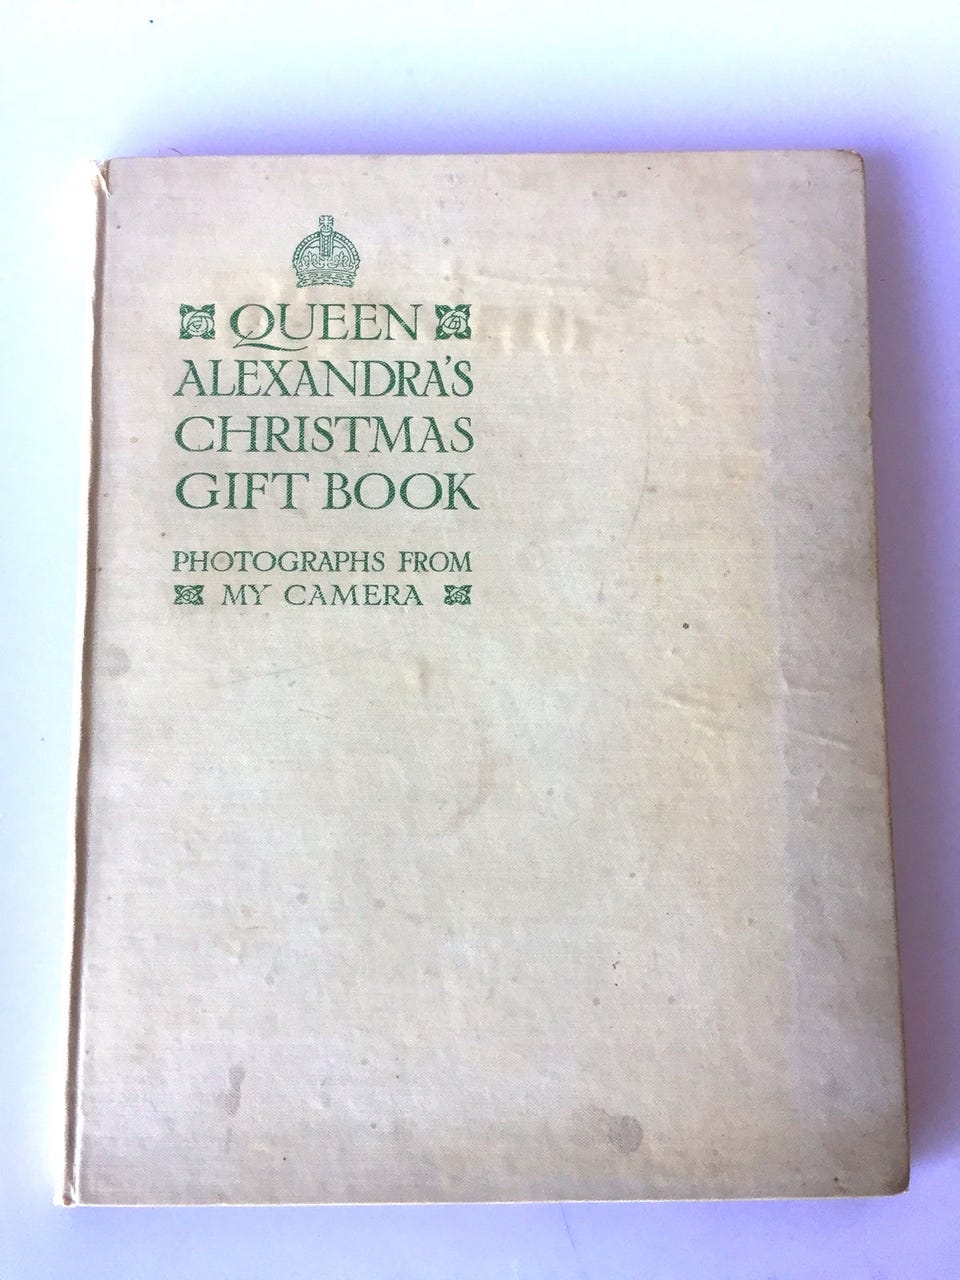 QUEEN
ALEXANDRA'S
CHRISTMAS
GIFT BOOK
PHOTOGRAPHS FROM
MY CAMERA